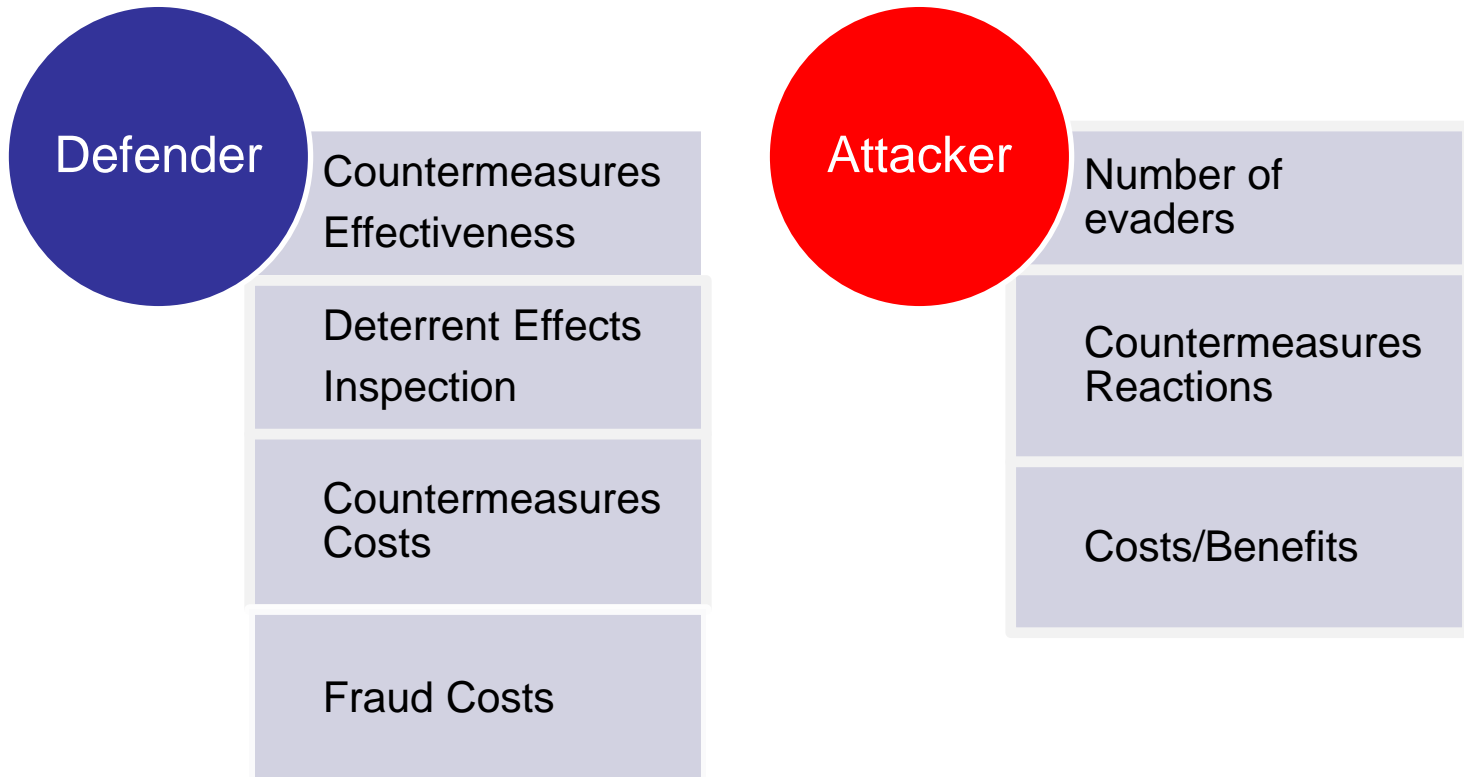 Defender
Countermeasures
Effectiveness
Deterrent Effects
Inspection
Countermeasures
Costs
Fraud Costs
Attacker
Number of
evaders
Countermeasures
Reactions
Costs/Benefits